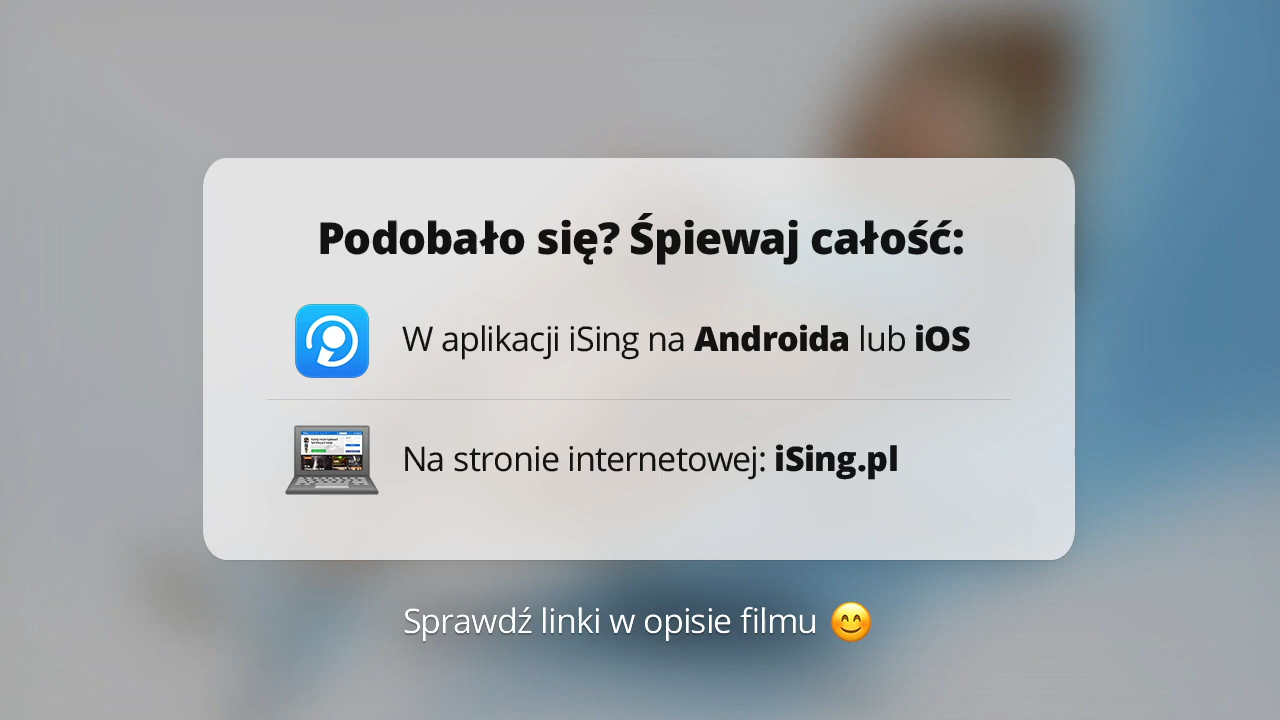 Podobało się? Śpiewaj całość:
W aplikacji iSing na Androida lub iOS
Na stronie internetowej: iSing.pl
Sprawdź linki w opisie filmu 😊